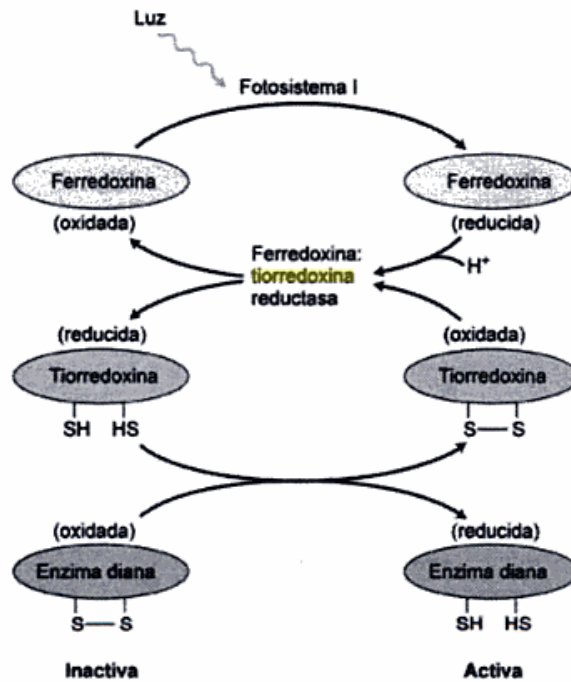 Luz
Fotosistema I
Ferredoxina
Ferredoxina
(oxidada)
(reducida)
Ferredoxina:
tiorredoxina
reductasa
H⁺
(reducida)
(oxidada)
Tiorredoxina
Tiorredoxina
SH HS
S — S
(oxidada)
(reducida)
Enzima diana
Enzima diana
S — S
SH HS
Inactiva
Activa